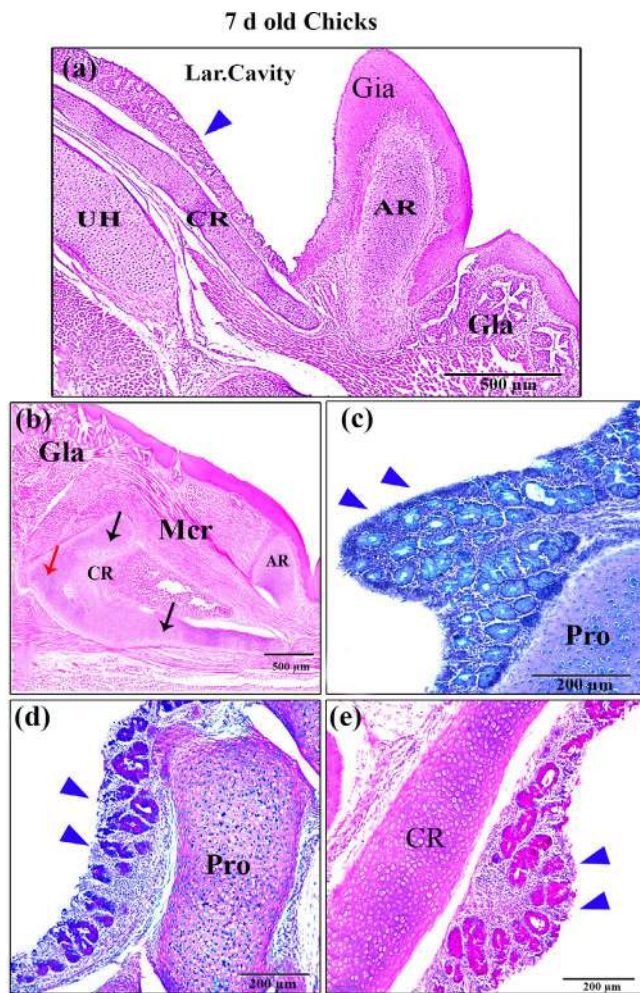 7 d old Chicks
(a)
Lar.Cavity
Gia
UH
CR
AR
Gla
500 µm
(b)
Gla
Mcr
CR
AR
500 µm
(c)
Pro
200 µm
(d)
Pro
200 µm
(e)
CR
200 µm